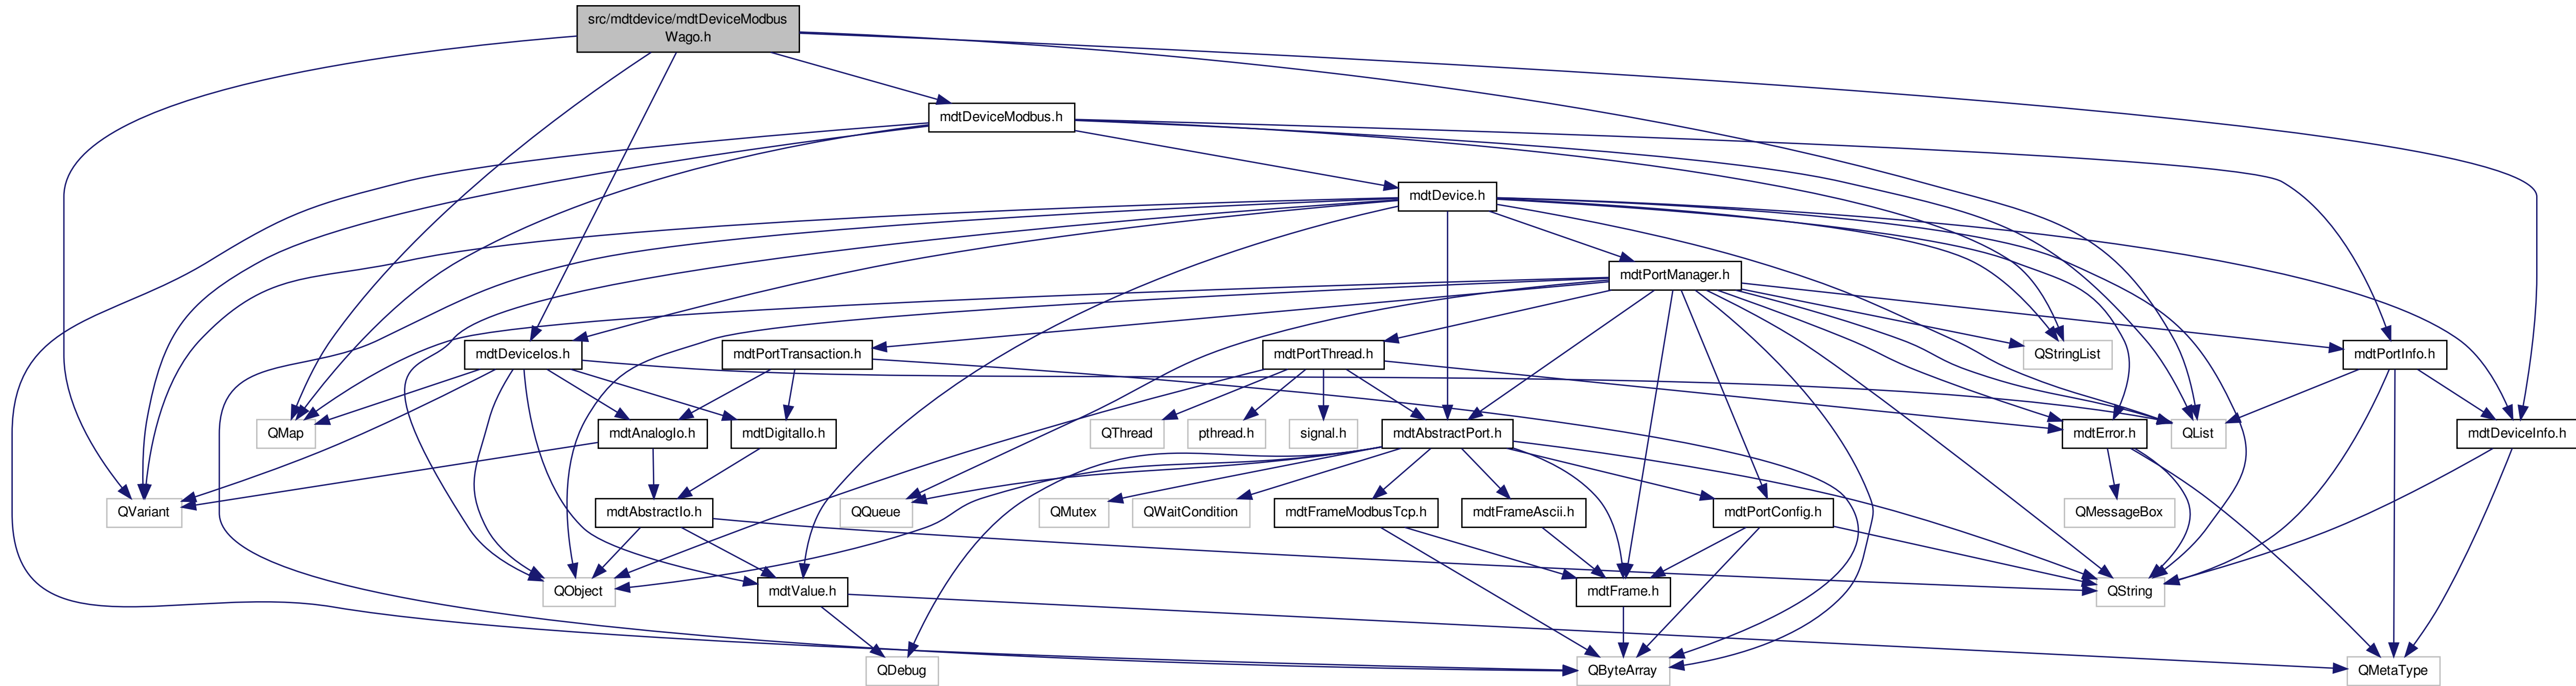 src/mdtdevice/mdtDeviceModbus
Wago.h
mdtDeviceModbus.h
mdtDevice.h
mdtPortManager.h
mdtDeviceIos.h
mdtPortTransaction.h
mdtPortThread.h
QStringList
mdtPortInfo.h
QMap
mdtAnalogIo.h
mdtDigitalIo.h
QThread
pthread.h
signal.h
mdtAbstractPort.h
mdtError.h
QList
mdtDeviceInfo.h
QVariant
mdtAbstractIo.h
QQueue
QMutex
QWaitCondition
mdtFrameModbusTcp.h
mdtFrameAscii.h
mdtPortConfig.h
QMessageBox
QObject
mdtValue.h
mdtFrame.h
QString
QDebug
QByteArray
QMetaType